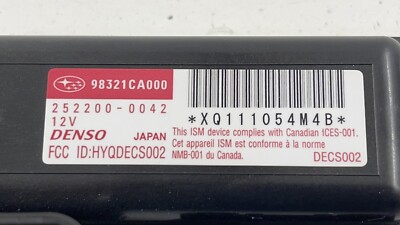 98321CA000
252200-0042
12V
DENSO JAPAN
FCC ID:HYQDECS002
*XQ111054M4B*
This ISM device complies with Canadian ICES-001.
Cet appareil ISM est conforme à la norme
NMB-001 du Canada. DECS002